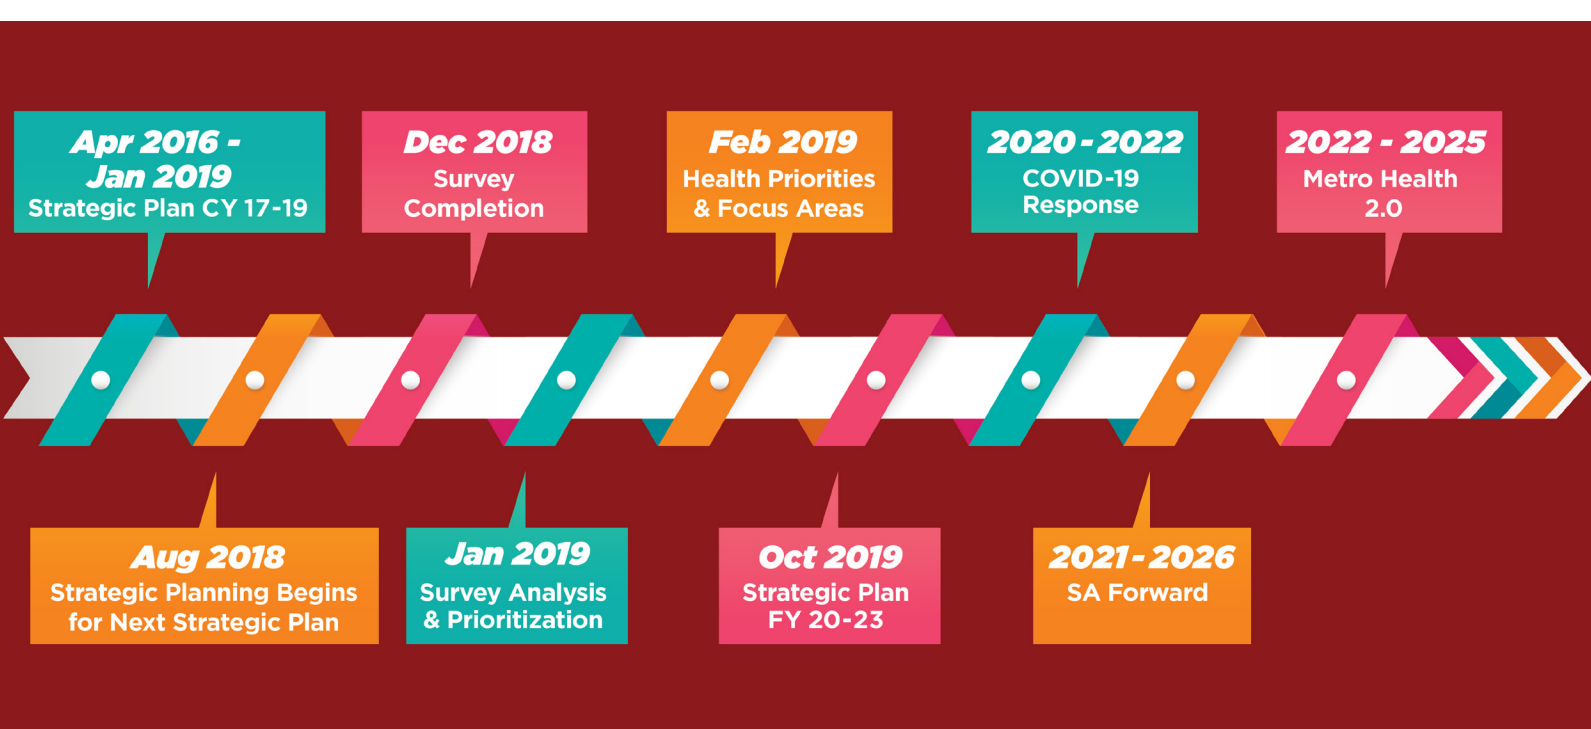 Apr 2016 -
Jan 2019
Strategic Plan CY 17-19
Aug 2018
Strategic Planning Begins
for Next Strategic Plan
Dec 2018
Survey
Completion
Jan 2019
Survey Analysis
& Prioritization
Feb 2019
Health Priorities
& Focus Areas
Oct 2019
Strategic Plan
FY 20-23
2020-2022
COVID-19
Response
2021-2026
SA Forward
2022 - 2025
Metro Health
2.0